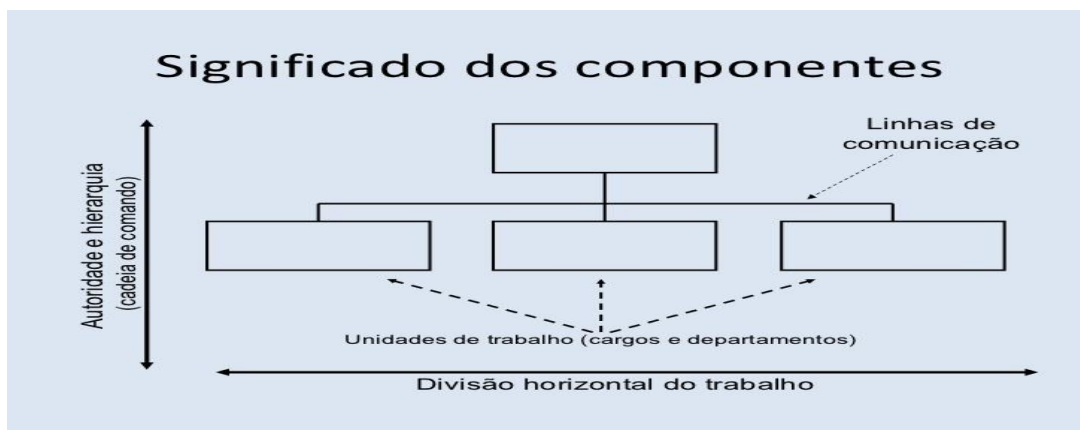 Significado dos componentes
Linhas de
comunicação
Autoridade e hierarquia
(cadeia de comando)
Unidades de trabalho (cargos e departamentos)
Divisão horizontal do trabalho